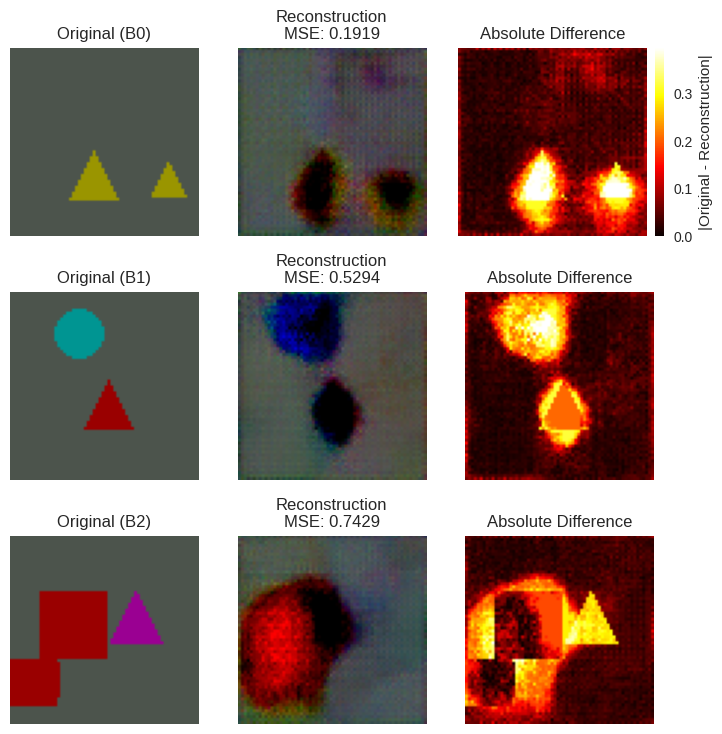 Original (B0)
Reconstruction
MSE: 0.1919
Absolute Difference
0.3
0.2
0.1
0.0
|Original - Reconstruction|
Original (B1)
Reconstruction
MSE: 0.5294
Absolute Difference
Original (B2)
Reconstruction
MSE: 0.7429
Absolute Difference